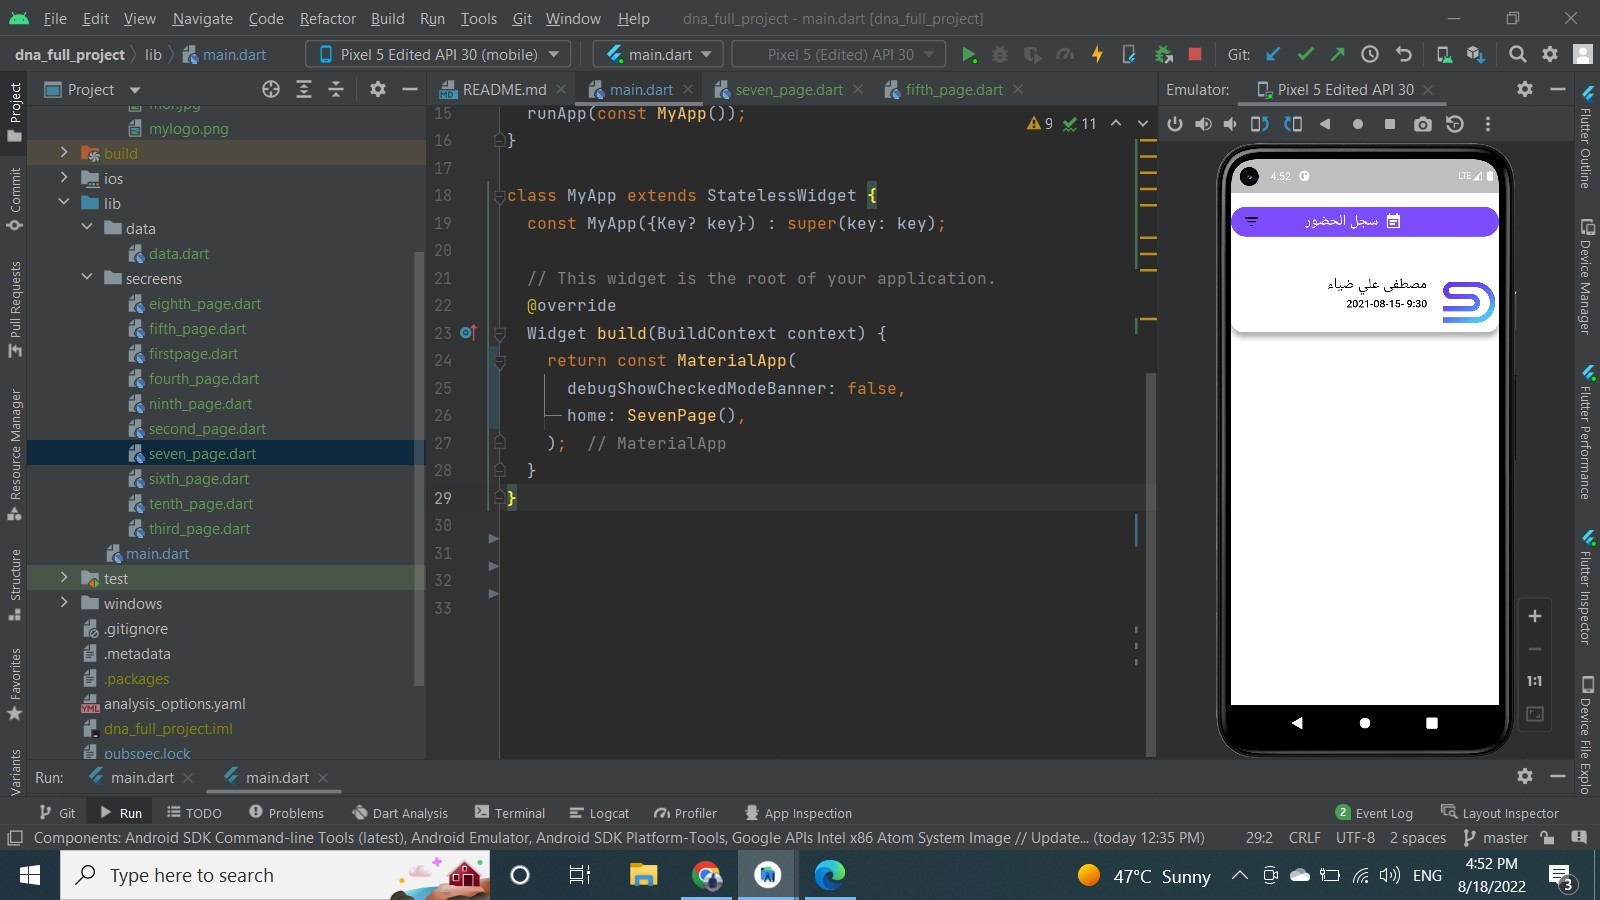 File Edit View Navigate Code Refactor Build Run Tools Git Window Help dna_full_project - main.dart [dna_full_project]
dna_full_project lib main.dart Pixel 5 Edited API 30 (mobile) main.dart Pixel 5 (Edited) API 30 Git:
Project
README.md main.dart seven_page.dart fifth_page.dart
Emulator: Pixel 5 Edited API 30
mylogo.png
build
ios
lib
data
data.dart
secreens
eighth_page.dart
fifth_page.dart
firstpage.dart
fourth_page.dart
ninth_page.dart
second_page.dart
seven_page.dart
sixth_page.dart
tenth_page.dart
third_page.dart
main.dart
test
windows
.gitignore
.metadata
.packages
analysis_options.yaml
dna_full_project.iml
pubspec.lock
Project
Commit
Pull Requests
Resource Manager
Structure
Favorites
Variants
9 11
15 runApp(const MyApp());
16 }
17
18 class MyApp extends StatelessWidget {
19 const MyApp({Key? key}) : super(key: key);
20
21 // This widget is the root of your application.
22 @override
23 Widget build(BuildContext context) {
24 return const MaterialApp(
25 debugShowCheckedModeBanner: false,
26 home: SevenPage(),
27 ); // MaterialApp
28 }
29 }
30
31
32
33
4:52 LTE
سجل الحضور
مصطفى علي ضياء
2021-08-15- 9:30
1:1
Flutter Outline
Device Manager
Flutter Performance
Flutter Inspector
Device File Explo
Run: main.dart main.dart
Git Run TODO Problems Dart Analysis Terminal Logcat Profiler App Inspection 2 Event Log Layout Inspector
Components: Android SDK Command-line Tools (latest), Android Emulator, Android SDK Platform-Tools, Google APIs Intel x86 Atom System Image // Update... (today 12:35 PM) 29:2 CRLF UTF-8 2 spaces master
Type here to search 47°C Sunny ENG 4:52 PM
8/18/2022 3